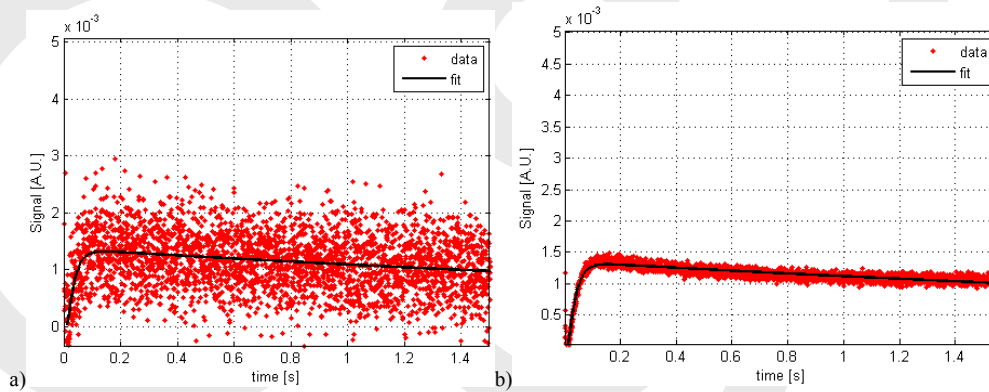 x 10⁻³
5
4
3
2
1
0
Signal [A.U.]
data
fit
0 0.2 0.4 0.6 0.8 1 1.2 1.4
time [s]
a)
x 10⁻³
5
4.5
4
3.5
3
2.5
2
1.5
1
0.5
Signal [A.U.]
data
fit
0.2 0.4 0.6 0.8 1 1.2 1.4
time [s]
b)